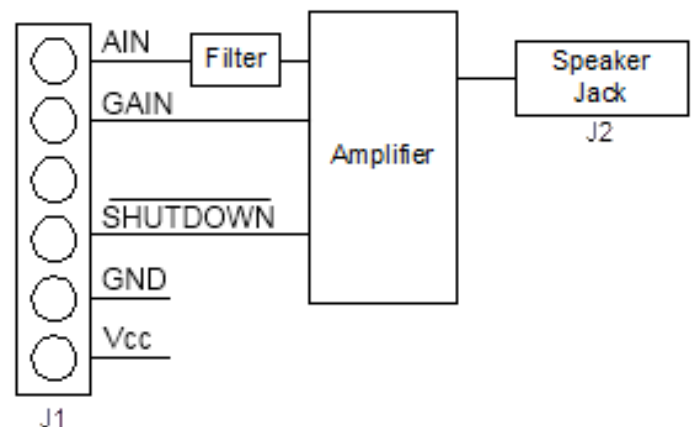 AIN
Filter
GAIN
SHUTDOWN
GND
Vcc
J1
Amplifier
Speaker
Jack
J2